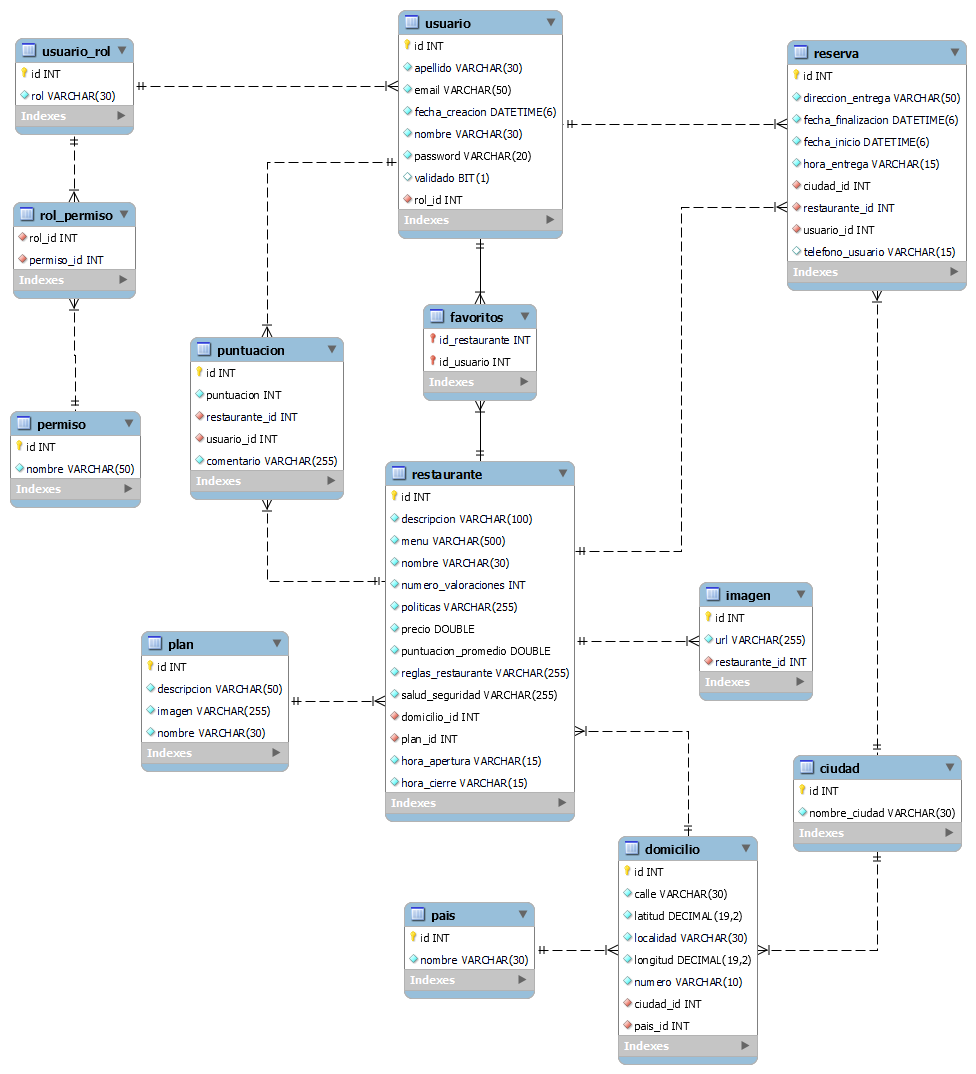 usuario
id INT
apellido VARCHAR(30)
email VARCHAR(50)
fecha_creacion DATETIME(6)
nombre VARCHAR(30)
password VARCHAR(20)
validado BIT(1)
rol_id INT
Indexes
usuario_rol
id INT
rol VARCHAR(30)
Indexes
reserva
id INT
direccion_entrega VARCHAR(50)
fecha_finalizacion DATETIME(6)
fecha_inicio DATETIME(6)
hora_entrega VARCHAR(15)
ciudad_id INT
restaurante_id INT
usuario_id INT
telefono_usuario VARCHAR(15)
Indexes
rol_permiso
rol_id INT
permiso_id INT
Indexes
favoritos
id_restaurante INT
id_usuario INT
Indexes
puntuacion
id INT
puntuacion INT
restaurante_id INT
usuario_id INT
comentario VARCHAR(255)
Indexes
permiso
id INT
nombre VARCHAR(50)
Indexes
restaurante
id INT
descripcion VARCHAR(100)
menu VARCHAR(500)
nombre VARCHAR(30)
numero_valoraciones INT
politicas VARCHAR(255)
precio DOUBLE
puntuacion_promedio DOUBLE
reglas_restaurante VARCHAR(255)
salud_seguridad VARCHAR(255)
domicilio_id INT
plan_id INT
hora_apertura VARCHAR(15)
hora_cierre VARCHAR(15)
Indexes
imagen
id INT
url VARCHAR(255)
restaurante_id INT
Indexes
plan
id INT
descripcion VARCHAR(50)
imagen VARCHAR(255)
nombre VARCHAR(30)
Indexes
ciudad
id INT
nombre_ciudad VARCHAR(30)
Indexes
domicilio
id INT
calle VARCHAR(30)
latitud DECIMAL(19,2)
localidad VARCHAR(30)
longitud DECIMAL(19,2)
numero VARCHAR(10)
ciudad_id INT
pais_id INT
Indexes
pais
id INT
nombre VARCHAR(30)
Indexes